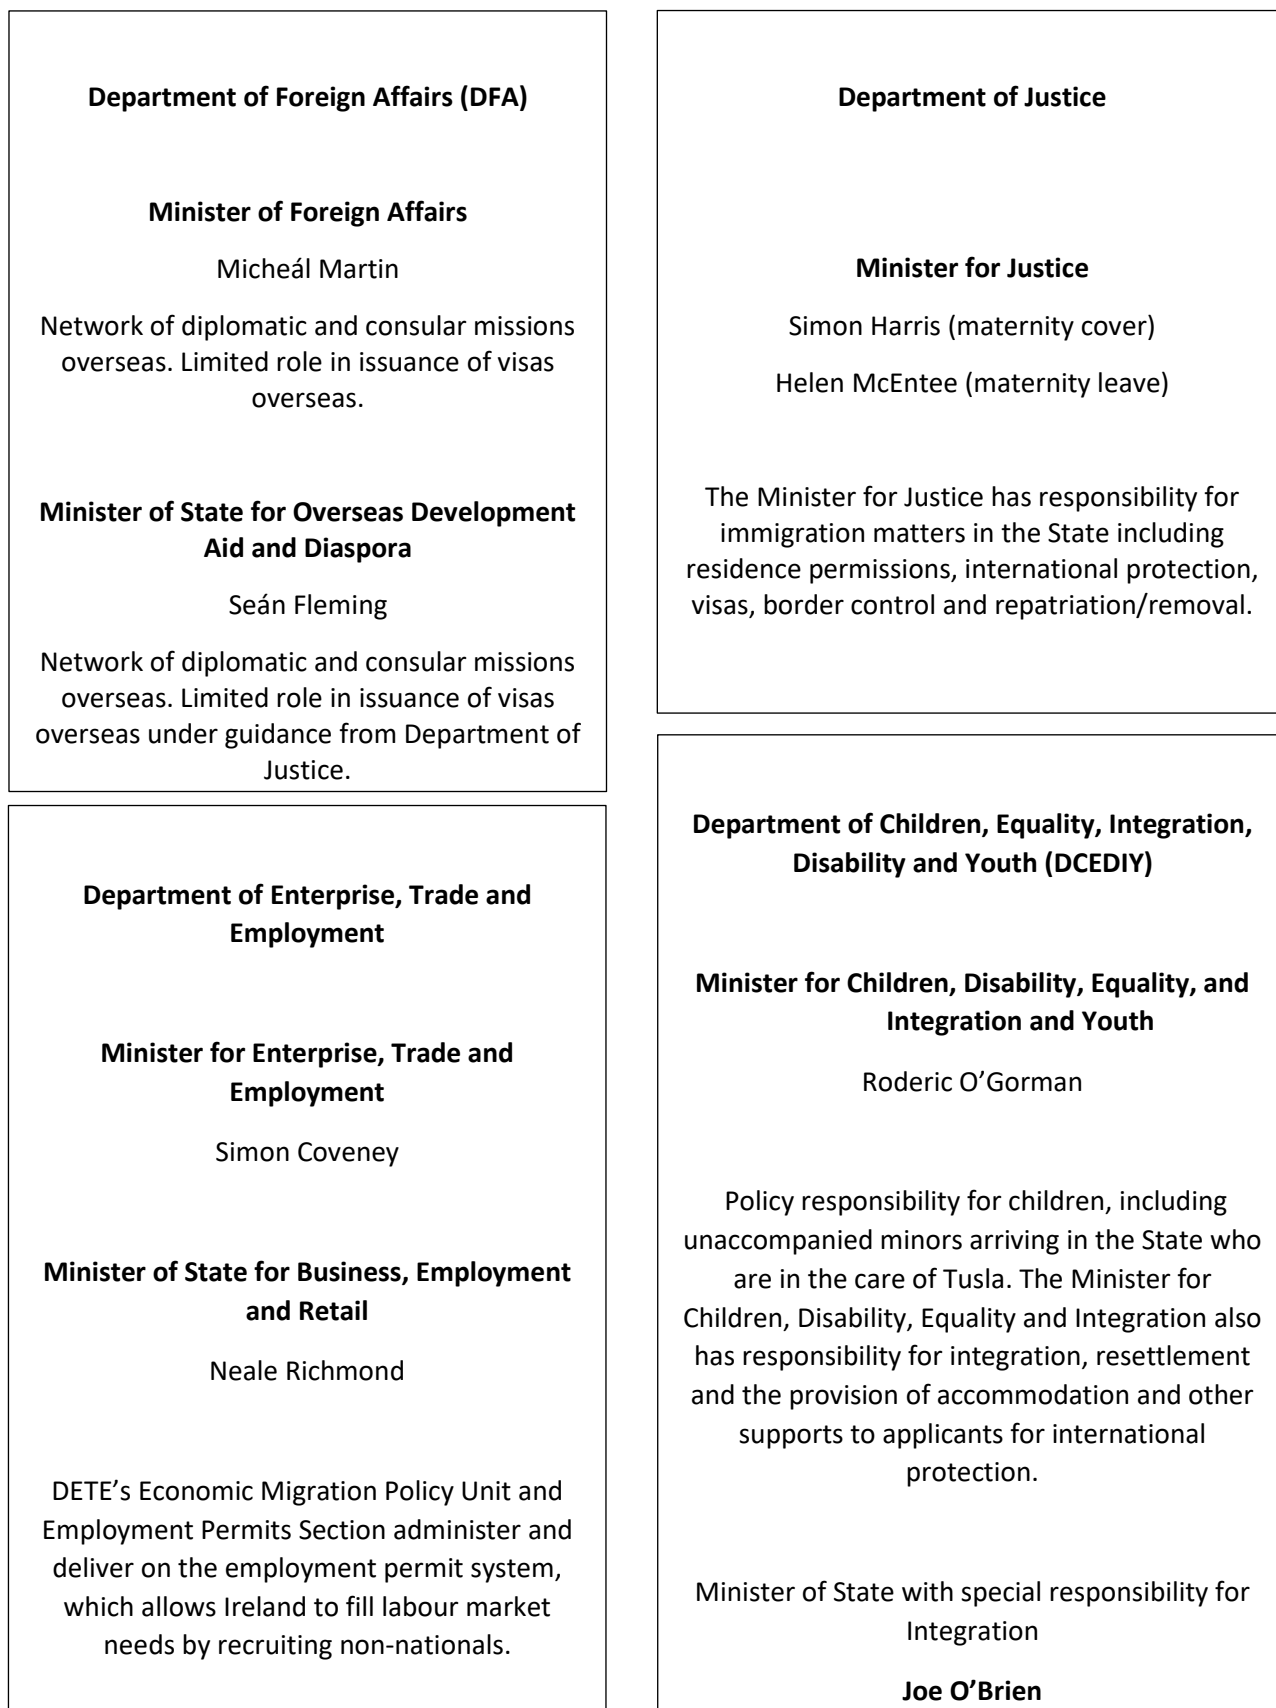 Department of Foreign Affairs (DFA)
Minister of Foreign Affairs
Micheál Martin
Network of diplomatic and consular missions
overseas. Limited role in issuance of visas
overseas.
Minister of State for Overseas Development
Aid and Diaspora
Seán Fleming
Network of diplomatic and consular missions
overseas. Limited role in issuance of visas
overseas under guidance from Department of
Justice.
Department of Justice
Minister for Justice
Simon Harris (maternity cover)
Helen McEntee (maternity leave)
The Minister for Justice has responsibility for
immigration matters in the State including
residence permissions, international protection,
visas, border control and repatriation/removal.
Department of Enterprise, Trade and
Employment
Minister for Enterprise, Trade and
Employment
Simon Coveney
Minister of State for Business, Employment
and Retail
Neale Richmond
DETE’s Economic Migration Policy Unit and
Employment Permits Section administer and
deliver on the employment permit system,
which allows Ireland to fill labour market
needs by recruiting non-nationals.
Department of Children, Equality, Integration,
Disability and Youth (DCEDIY)
Minister for Children, Disability, Equality, and
Integration and Youth
Roderic O’Gorman
Policy responsibility for children, including
unaccompanied minors arriving in the State who
are in the care of Tusla. The Minister for
Children, Disability, Equality and Integration also
has responsibility for integration, resettlement
and the provision of accommodation and other
supports to applicants for international
protection.
Minister of State with special responsibility for
Integration
Joe O’Brien